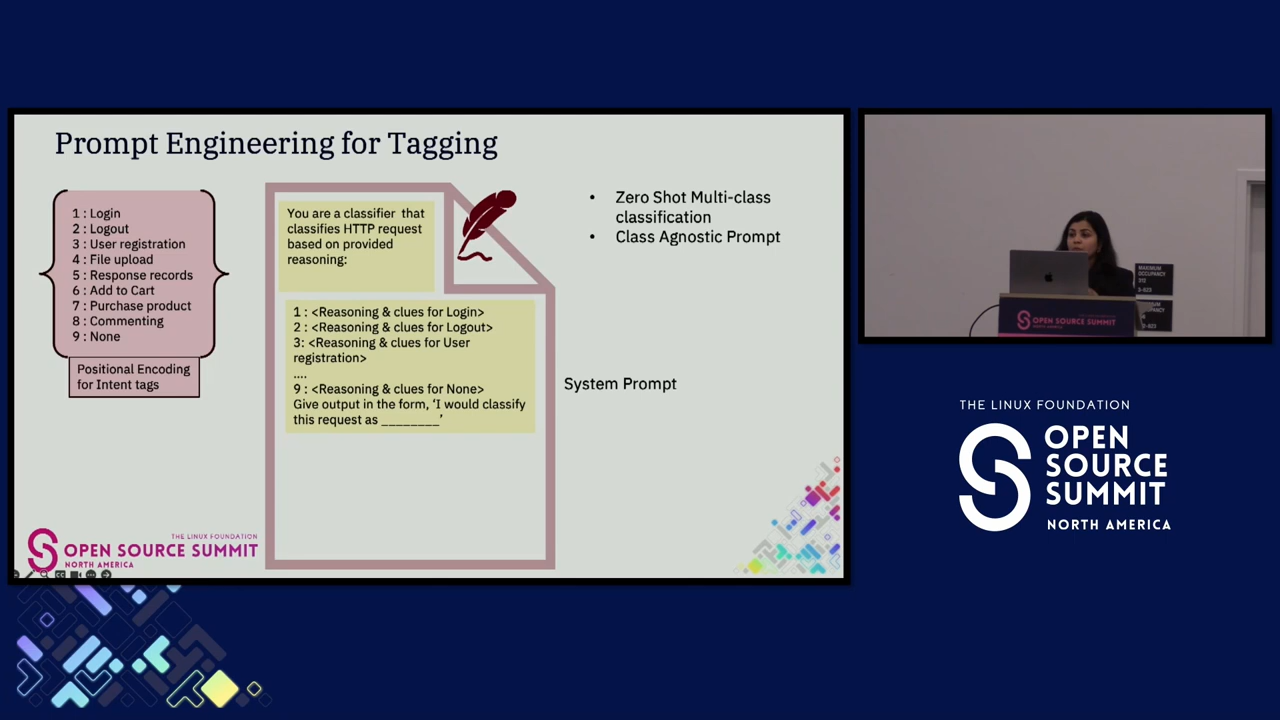 Prompt Engineering for Tagging
1 : Login
2 : Logout
3 : User registration
4 : File upload
5 : Response records
6 : Add to Cart
7 : Purchase product
8 : Commenting
9 : None
Positional Encoding
for Intent tags
You are a classifier that
classifies HTTP request
based on provided
reasoning:
1 : <Reasoning & clues for Login>
2 : <Reasoning & clues for Logout>
3: <Reasoning & clues for User
registration>
....
9 : <Reasoning & clues for None>
Give output in the form, ‘I would classify
this request as ________’
• Zero Shot Multi-class
classification
• Class Agnostic Prompt
System Prompt
THE LINUX FOUNDATION
OPEN SOURCE SUMMIT
NORTH AMERICA
MAXIMUM
OCCUPANCY
312
3-823
OPEN SOURCE SUMMIT
THE LINUX FOUNDATION
OPEN
SOURCE
SUMMIT
NORTH AMERICA